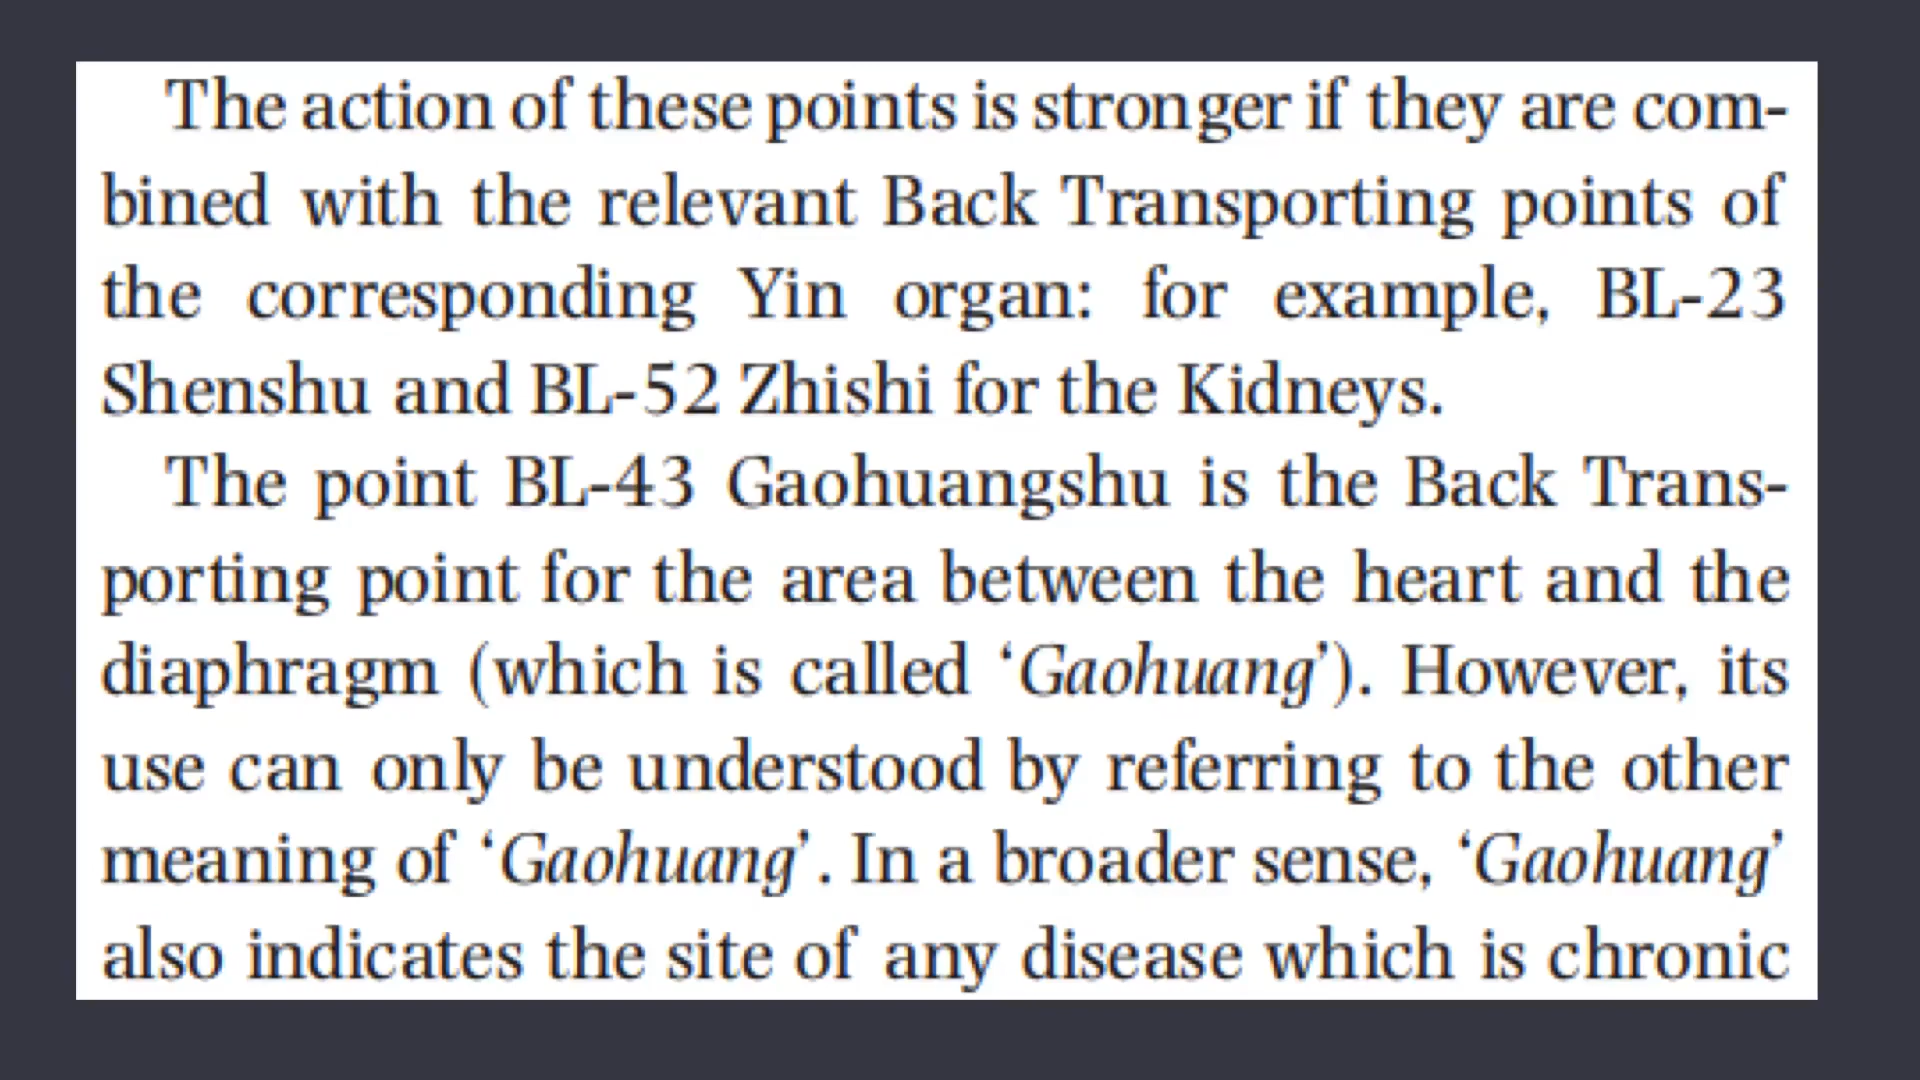 The action of these points is stronger if they are com-
bined with the relevant Back Transporting points of
the corresponding Yin organ: for example, BL-23
Shenshu and BL-52 Zhishi for the Kidneys.
The point BL-43 Gaohuangshu is the Back Trans-
porting point for the area between the heart and the
diaphragm (which is called ‘Gaohuang’). However, its
use can only be understood by referring to the other
meaning of ‘Gaohuang’. In a broader sense, ‘Gaohuang’
also indicates the site of any disease which is chronic